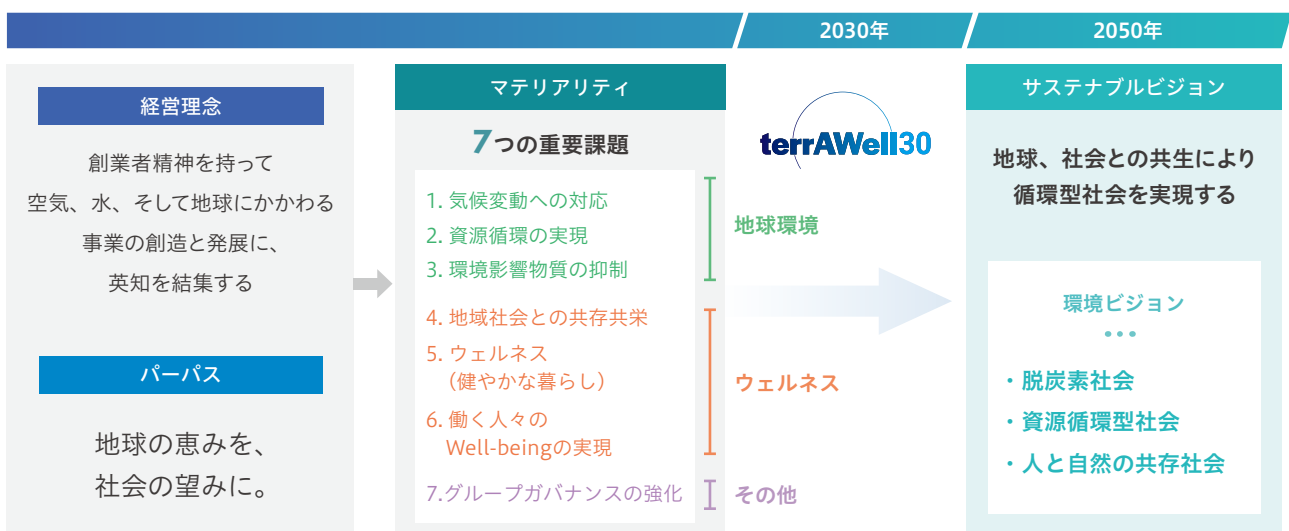 2030年
2050年
経営理念
創業者精神を持って
空気、水、そして地球にかかわる
事業の創造と発展に、
英知を結集する
パーパス
地球の恵みを、
社会の望みに。
マテリアリティ
7つの重要課題
1. 気候変動への対応
2. 資源循環の実現
3. 環境影響物質の抑制
4. 地域社会との共存共栄
5. ウェルネス
（健やかな暮らし）
6. 働く人々の
Well-beingの実現
7.グループガバナンスの強化
terrAWell30
地球環境
ウェルネス
その他
サステナブルビジョン
地球、社会との共生により
循環型社会を実現する
環境ビジョン
・脱炭素社会
・資源循環型社会
・人と自然の共存社会